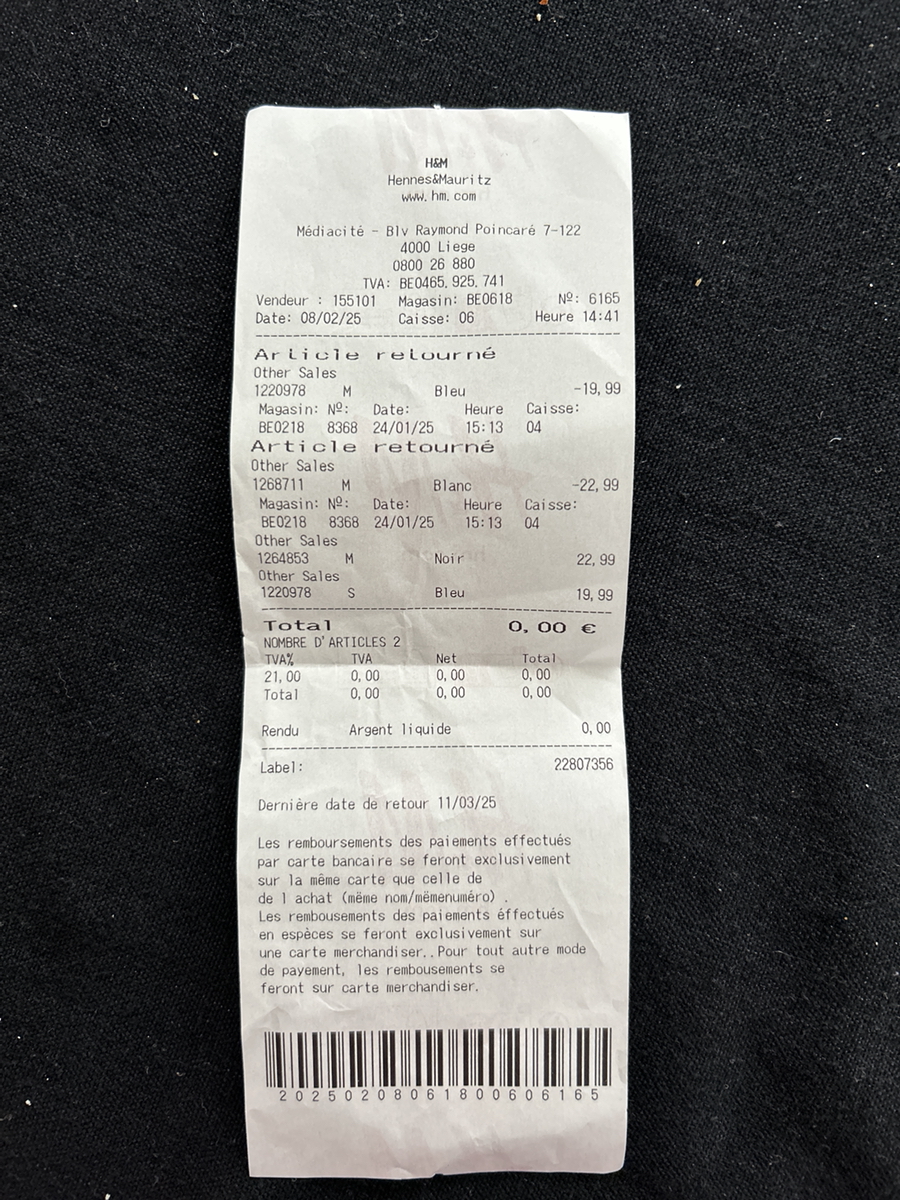 H&M
Hennes&Mauritz
www.hm.com
Médiacité - Blv Raymond Poincaré 7-122
4000 Liege
0800 26 880
TVA: BE0465.925.741
Vendeur : 155101 Magasin: BE0618 Nº: 6165
Date: 08/02/25 Caisse: 06 Heure 14:41
Article retourné
Other Sales
1220978 M Bleu -19,99
Magasin: Nº: Date: Heure Caisse:
BE0218 8368 24/01/25 15:13 04
Article retourné
Other Sales
1268711 M Blanc -22,99
Magasin: Nº: Date: Heure Caisse:
BE0218 8368 24/01/25 15:13 04
Other Sales
1264853 M Noir 22,99
Other Sales
1220978 S Bleu 19,99
Total 0,00 €
NOMBRE D'ARTICLES 2
TVA% TVA Net Total
21,00 0,00 0,00 0,00
Total 0,00 0,00 0,00
Rendu Argent liquide 0,00
Label: 22807356
Dernière date de retour 11/03/25
Les remboursements des paiements effectués
par carte bancaire se feront exclusivement
sur la même carte que celle de
de l achat (même nom/mëmenuméro) .
Les rembousements des paiements éffectués
en espèces se feront exclusivement sur
une carte merchandiser..Pour tout autre mode
de payement, les rembousements se
feront sur carte merchandiser.
20250208061800606165